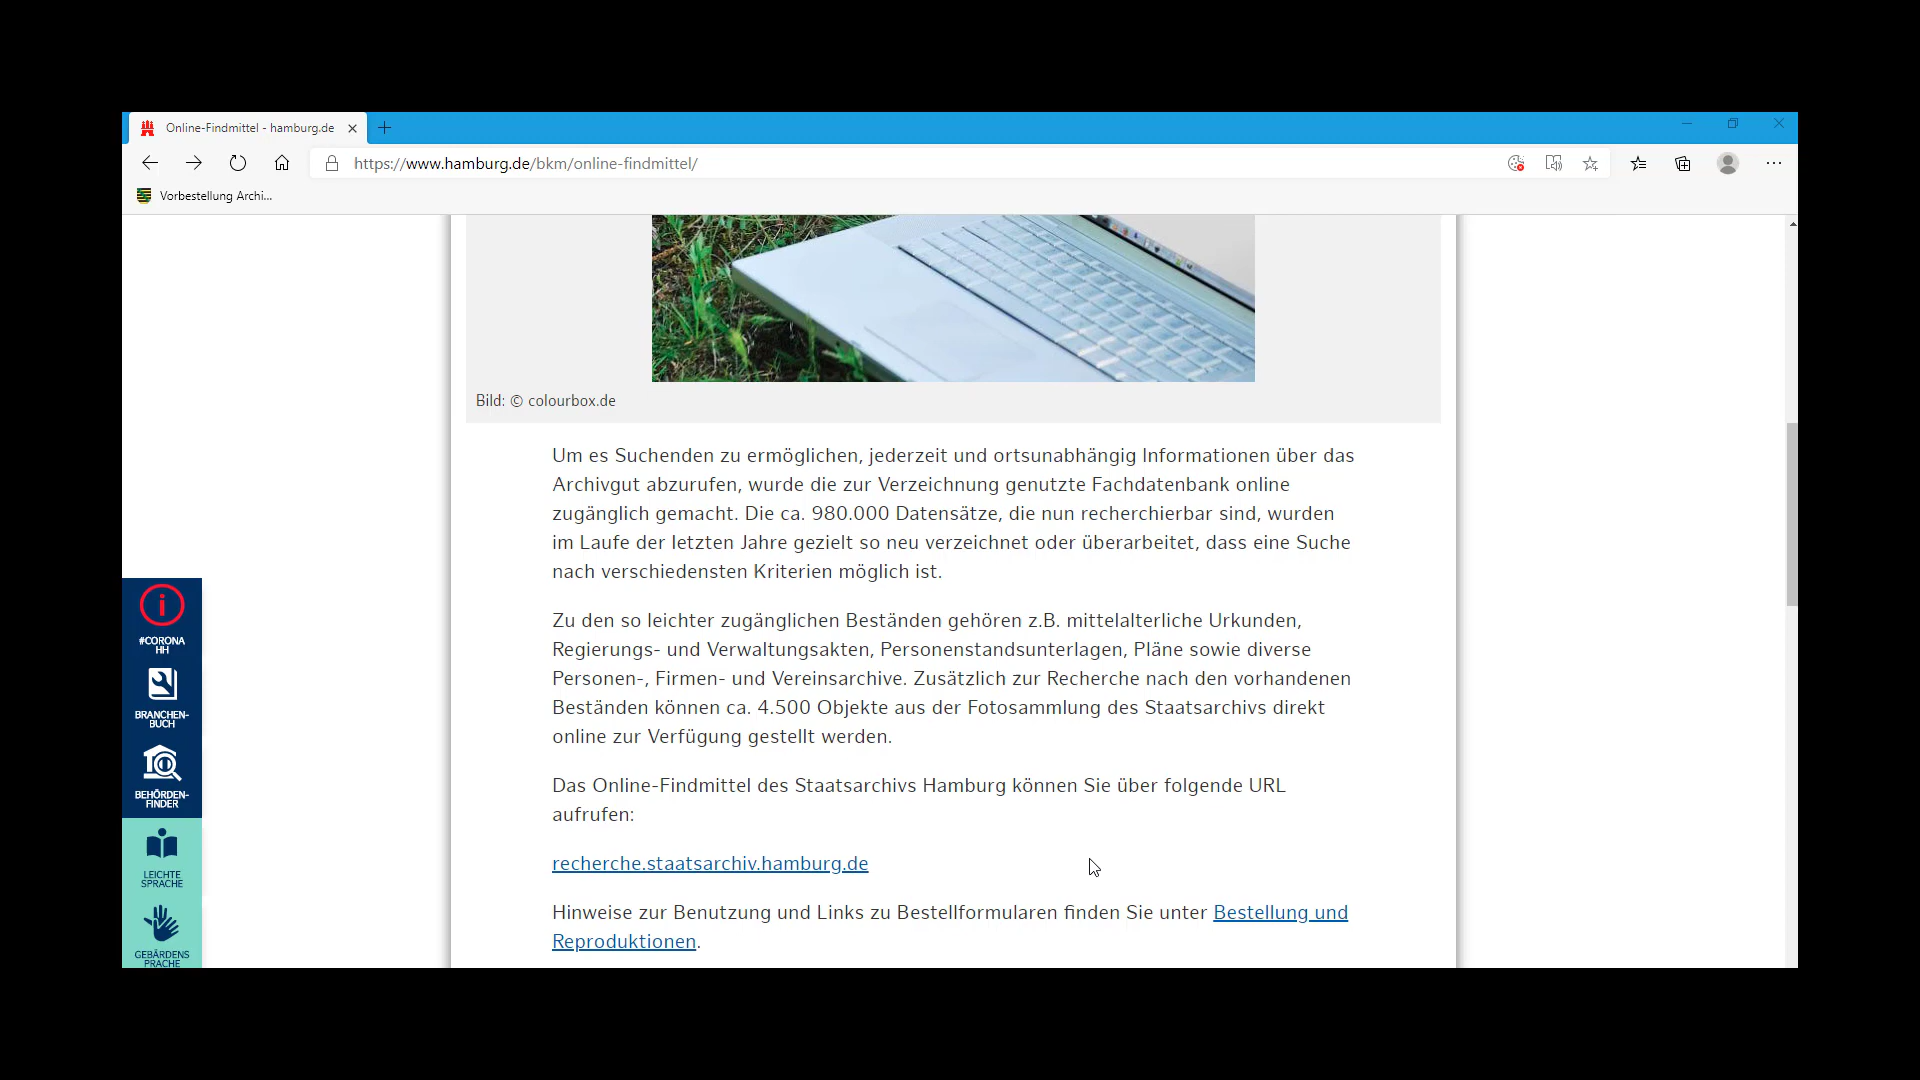 Online-Findmittel - hamburg.de
https://www.hamburg.de/bkm/online-findmittel/
Vorbestellung Archi...
Bild: © colourbox.de
Um es Suchenden zu ermöglichen, jederzeit und ortsunabhängig Informationen über das
Archivgut abzurufen, wurde die zur Verzeichnung genutzte Fachdatenbank online
zugänglich gemacht. Die ca. 980.000 Datensätze, die nun recherchierbar sind, wurden
im Laufe der letzten Jahre gezielt so neu verzeichnet oder überarbeitet, dass eine Suche
nach verschiedensten Kriterien möglich ist.
Zu den so leichter zugänglichen Beständen gehören z.B. mittelalterliche Urkunden,
Regierungs- und Verwaltungsakten, Personenstandsunterlagen, Pläne sowie diverse
Personen-, Firmen- und Vereinsarchive. Zusätzlich zur Recherche nach den vorhandenen
Beständen können ca. 4.500 Objekte aus der Fotosammlung des Staatsarchivs direkt
online zur Verfügung gestellt werden.
Das Online-Findmittel des Staatsarchivs Hamburg können Sie über folgende URL
aufrufen:
recherche.staatsarchiv.hamburg.de
Hinweise zur Benutzung und Links zu Bestellformularen finden Sie unter Bestellung und
Reproduktionen.
#CORONA
HH
BRANCHEN-
BUCH
BEHÖRDEN-
FINDER
LEICHTE
SPRACHE
GEBÄRDENS
PRACHE